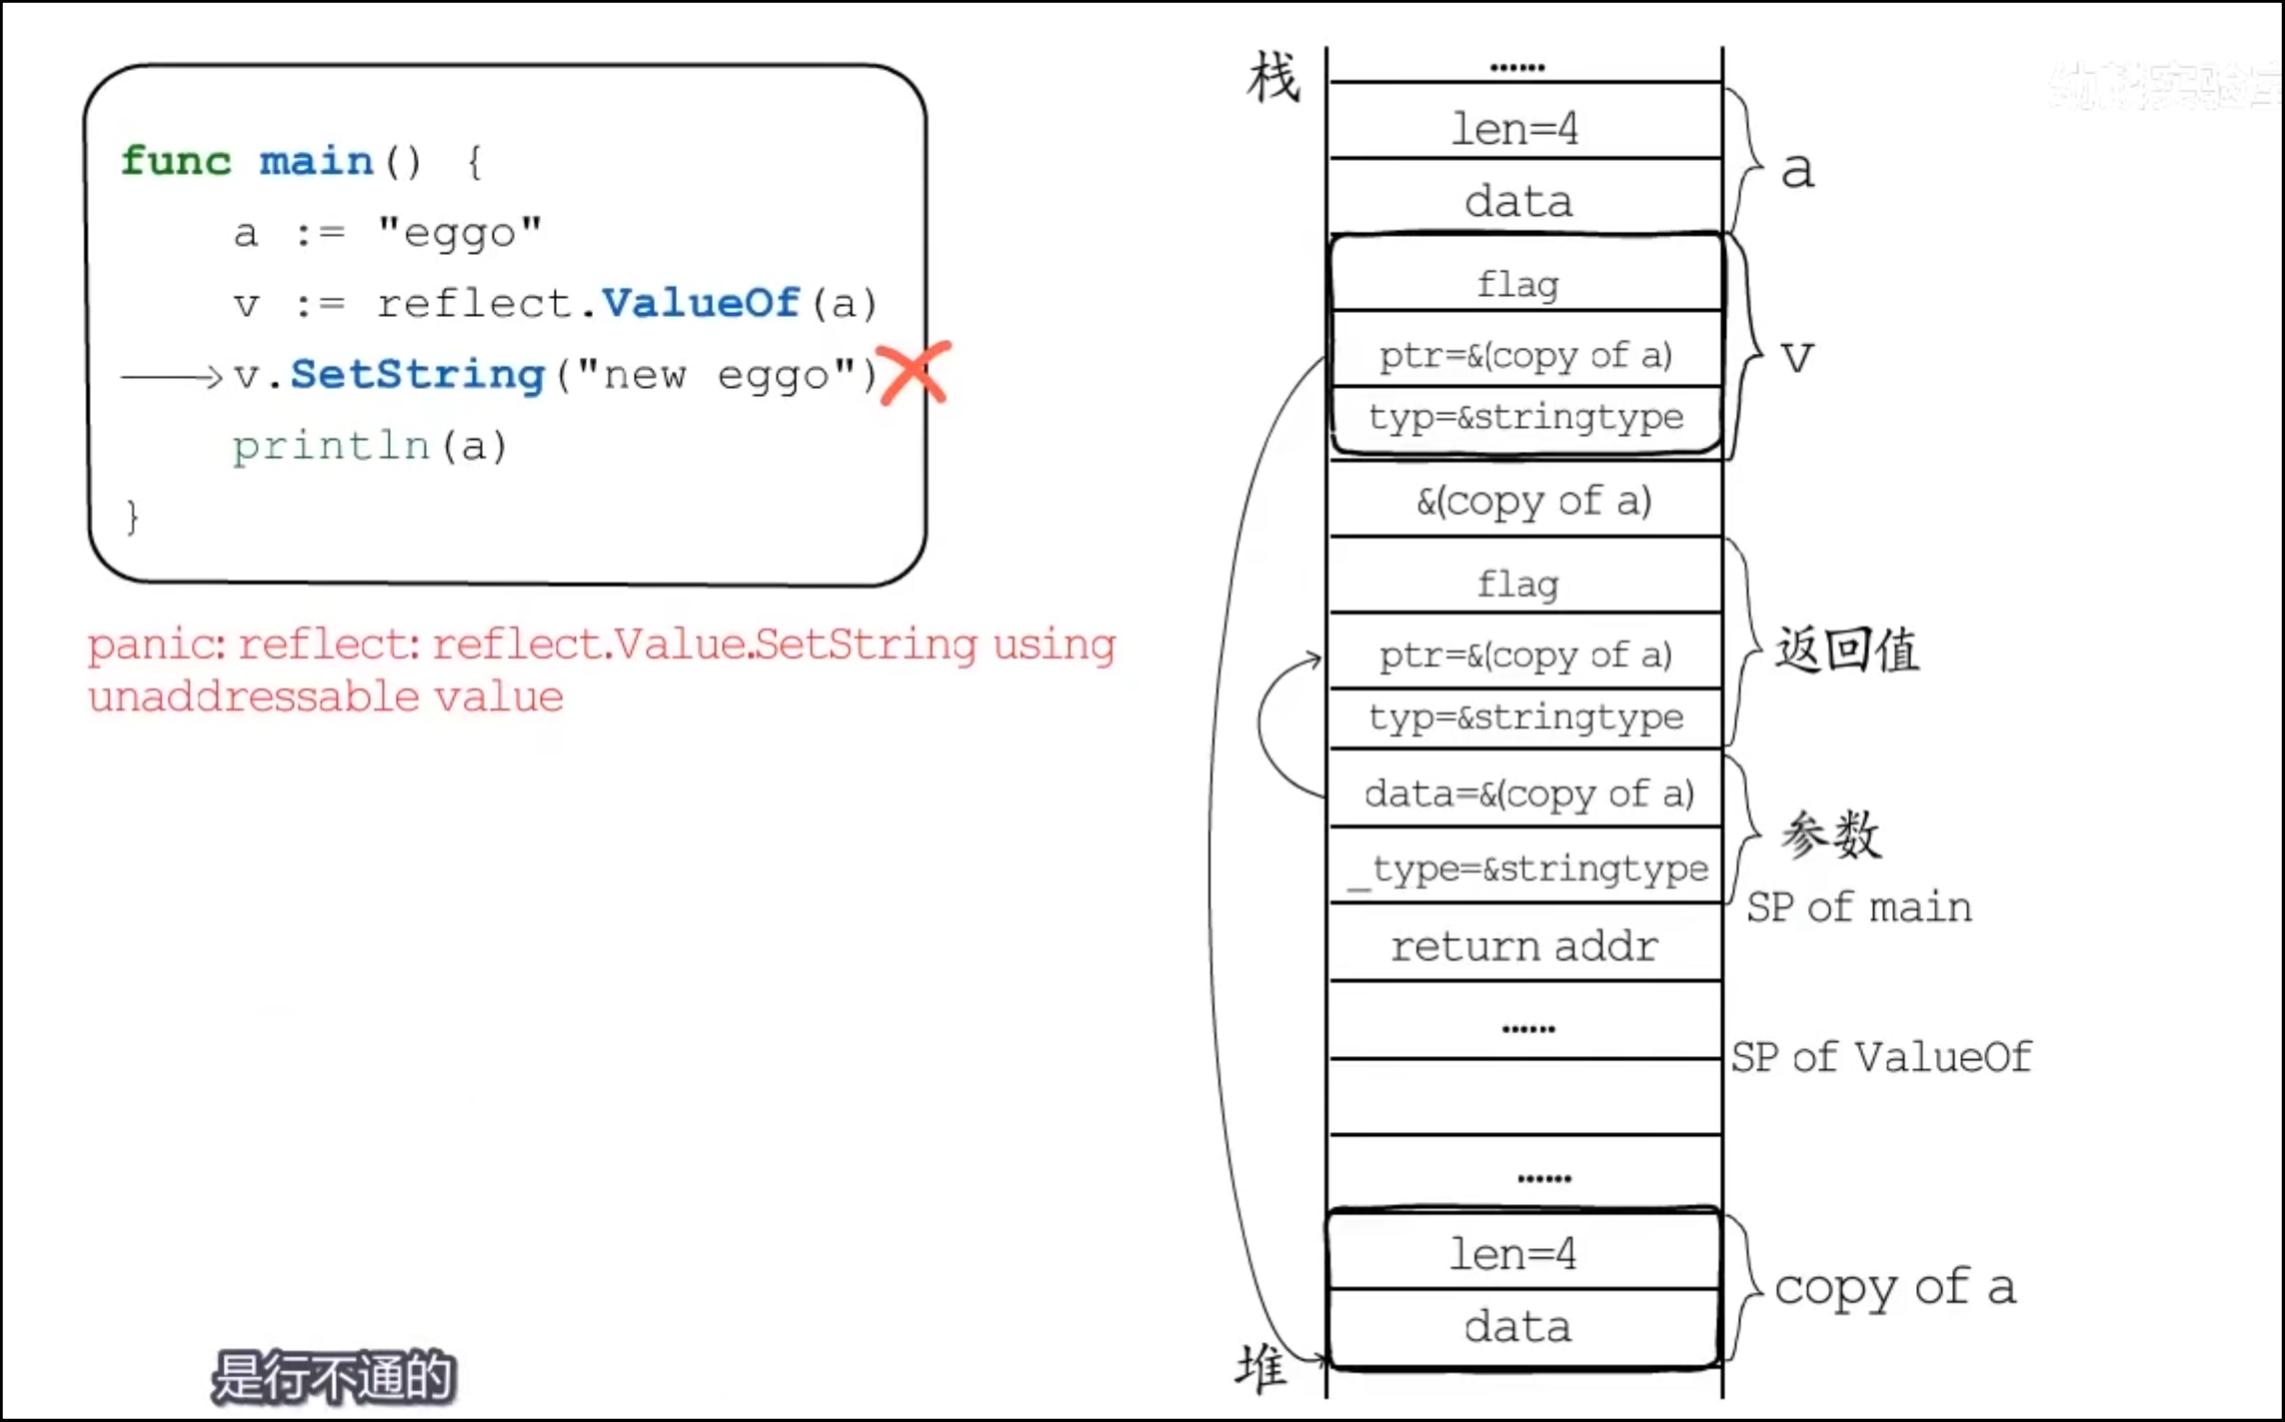 func main() {
a := "eggo"
v := reflect.ValueOf(a)
v.SetString("new eggo")
println(a)
}
panic: reflect: reflect.Value.SetString using
unaddressable value
是行不通的
栈
......
len=4
data
a
flag
ptr=&(copy of a)
typ=&stringtype
v
&(copy of a)
flag
ptr=&(copy of a)
typ=&stringtype
返回值
data=&(copy of a)
_type=&stringtype
参数
SP of main
return addr
......
SP of ValueOf
......
len=4
data
copy of a
堆